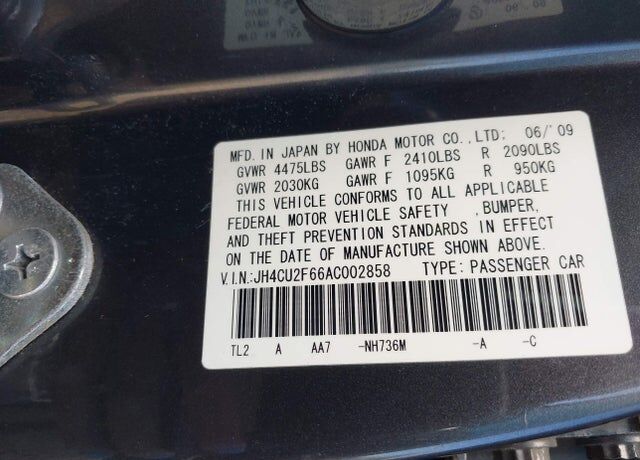 MFD. IN JAPAN BY HONDA MOTOR CO., LTD: 06/'09
GVWR 4475LBS GAWR F 2410LBS R 2090LBS
GVWR 2030KG GAWR F 1095KG R 950KG
THIS VEHICLE CONFORMS TO ALL APPLICABLE
FEDERAL MOTOR VEHICLE SAFETY ,BUMPER,
AND THEFT PREVENTION STANDARDS IN EFFECT
ON THE DATE OF MANUFACTURE SHOWN ABOVE.
V.I.N.:JH4CU2F66AC002858 TYPE: PASSENGER CAR
TL2 A AA7 -NH736M -A -C